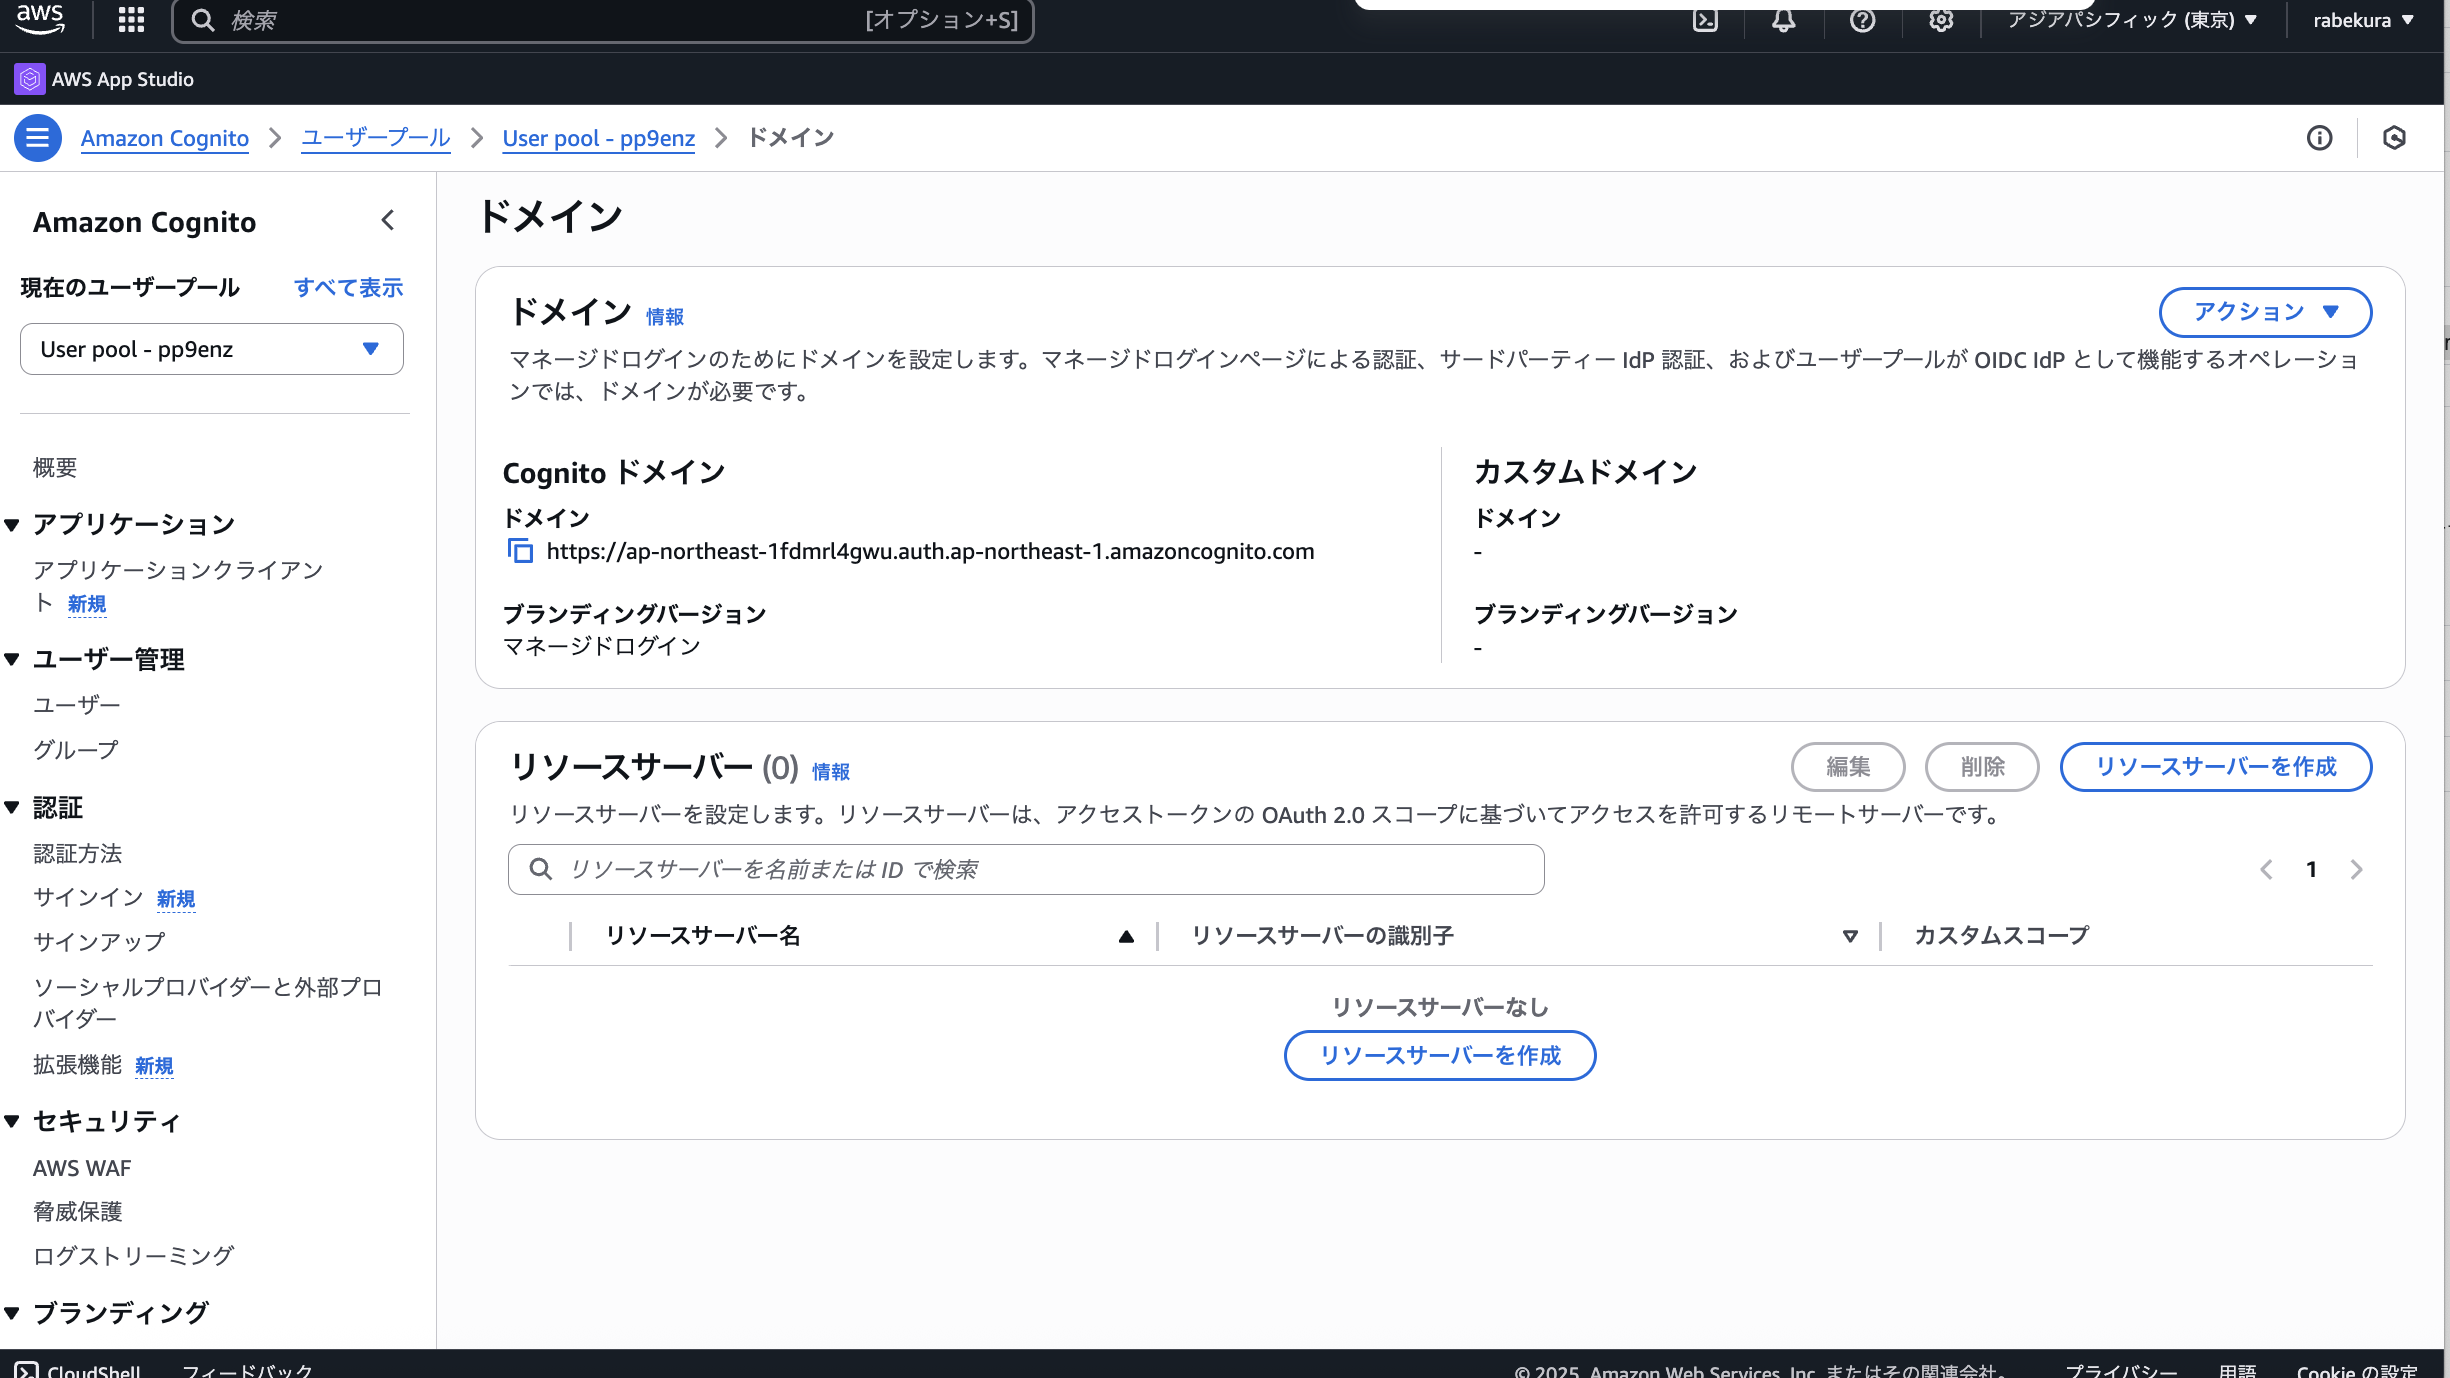 aws
検索
[オプション+S]
アジアパシフィック (東京)
rabekura
AWS App Studio
Amazon Cognito
ユーザープール
User pool - pp9enz
ドメイン
Amazon Cognito
現在のユーザープール
すべて表示
User pool - pp9enz
概要
アプリケーション
アプリケーションクライアン
ト 新規
ユーザー管理
ユーザー
グループ
認証
認証方法
サインイン 新規
サインアップ
ソーシャルプロバイダーと外部プロ
バイダー
拡張機能 新規
セキュリティ
AWS WAF
脅威保護
ログストリーミング
ブランディング
ドメイン
ドメイン 情報
アクション
マネージドログインのためにドメインを設定します。マネージドログインページによる認証、サードパーティー IdP 認証、およびユーザープールが OIDC IdP として機能するオペレーショ
ンでは、ドメインが必要です。
Cognito ドメイン
ドメイン
https://ap-northeast-1fdmrl4gwu.auth.ap-northeast-1.amazoncognito.com
ブランディングバージョン
マネージドログイン
カスタムドメイン
ドメイン
-
ブランディングバージョン
-
リソースサーバー (0) 情報
編集
削除
リソースサーバーを作成
リソースサーバーを設定します。リソースサーバーは、アクセストークンの OAuth 2.0 スコープに基づいてアクセスを許可するリモートサーバーです。
リソースサーバーを名前または ID で検索
1
リソースサーバー名
リソースサーバーの識別子
カスタムスコープ
リソースサーバーなし
リソースサーバーを作成
CloudShell
フィードバック
© 2025, Amazon Web Services, Inc. またはその関連会社。
プライバシー
用語
Cookie の設定